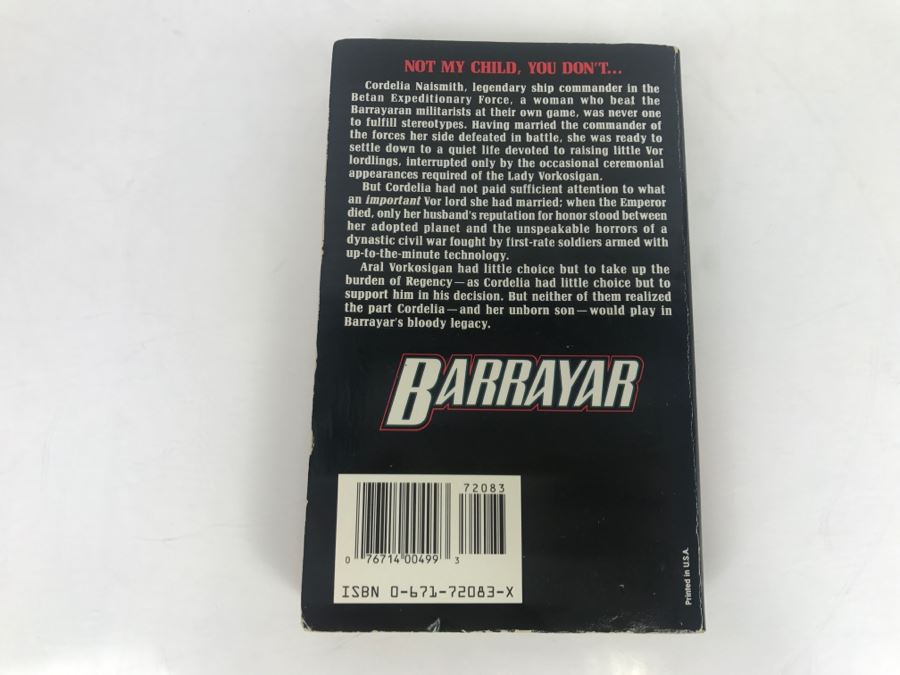 NOT MY CHILD, YOU DON'T...
Cordelia Naismith, legendary ship commander in the
Betan Expeditionary Force, a woman who beat the
Barrayaran militarists at their own game, was never one
to fulfill stereotypes. Having married the commander of
the forces her side defeated in battle, she was ready to
settle down to a quiet life devoted to raising little Vor
lordlings, interrupted only by the occasional ceremonial
appearances required of the Lady Vorkosigan.
But Cordelia had not paid sufficient attention to what
an important Vor lord she had married; when the Emperor
died, only her husband's reputation for honor stood between
her adopted planet and the unspeakable horrors of a
dynastic civil war fought by first-rate soldiers armed with
up-to-the-minute technology.
Aral Vorkosigan had little choice but to take up the
burden of Regency—as Cordelia had little choice but to
support him in his decision. But neither of them realized
the part Cordelia—and her unborn son—would play in
Barrayar's bloody legacy.
BARRAYAR
72083
0 76714 00499 3
ISBN 0-671-72083-X
Printed in U.S.A.